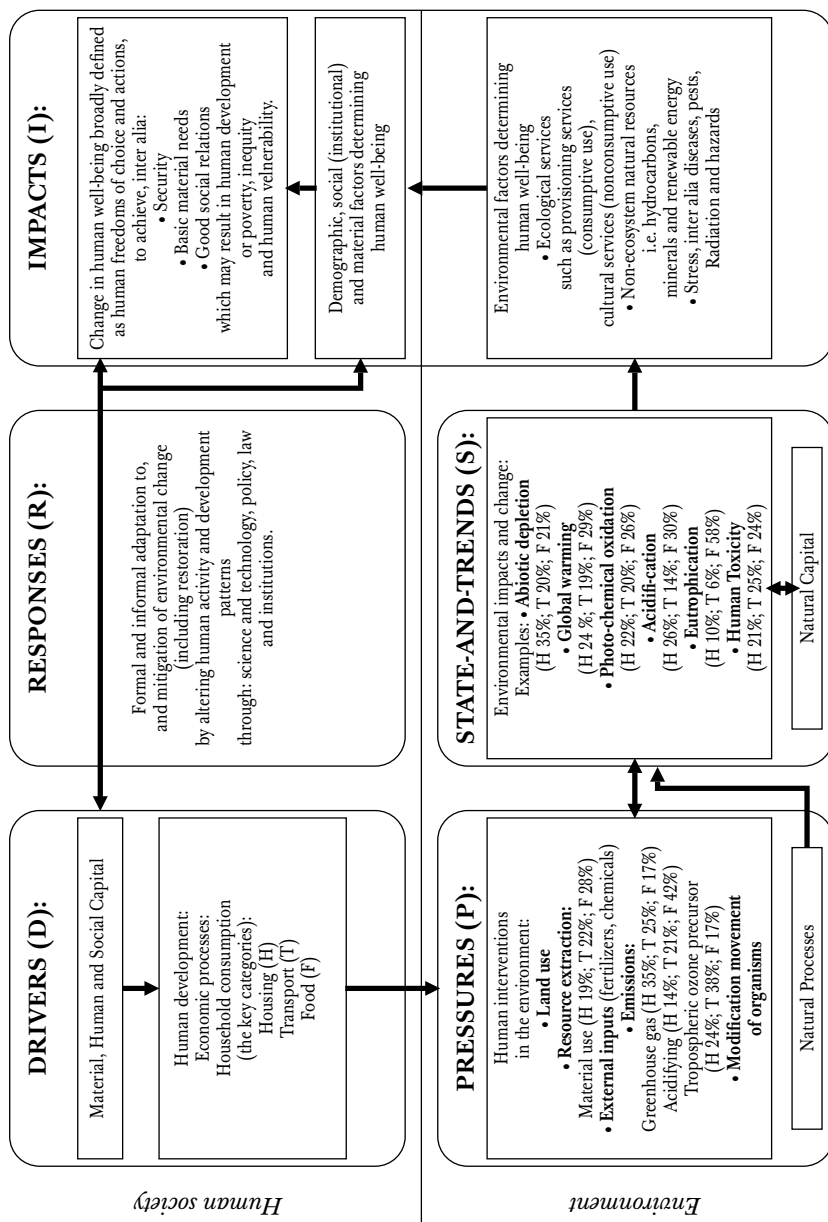 Human society
DRIVERS (D):
Material, Human and Social Capital
Human development:
Economic processes:
Household consumption
(the key categories):
Housing (H)
Transport (T)
Food (F)
RESPONSES (R):
Formal and informal adaptation to,
and mitigation of environmental change
(including restoration)
by altering human activity and development
patterns
through: science and technology, policy, law
and institutions.
IMPACTS (I):
Change in human well-being broadly defined
as human freedoms of choice and actions,
to achieve, inter alia:
• Security
• Basic material needs
• Good social relations
which may result in human development
or poverty, inequity
and human velnerability.
Demographic, social (institutional)
and material factors determining
human well-being
Environment
PRESSURES (P):
Human interventions
in the environment:
• Land use
• Resource extraction:
Material use (H 19%; T 22%; F 28%)
• External inputs (fertilizers, chemicals)
• Emissions:
Greenhouse gas (H 35%; T 25%; F 17%)
Acidifying (H 14%; T 21%; F 42%)
Tropospheric ozone precursor
(H 24%; T 38%; F 17%)
• Modification movement
of organisms
Natural Processes
STATE-AND-TRENDS (S):
Environmental impacts and change:
Examples: • Abiotic depletion
(H 35%; T 20%; F 21%)
• Global warming
(H 24 %; T 19%; F 29%)
• Photo-chemical oxidation
(H 22%; T 20%; F 26%)
• Acidifi-cation
(H 26%; T 14%; F 30%)
• Eutrophication
(H 10%; T 6%; F 58%)
• Human Toxicity
(H 21%; T 25%; F 24%)
Natural Capital
Environmental factors determining
human well-being
• Ecological services
such as provisioning services
(consumptive use),
cultural services (nonconsumptive use)
• Non-ecosystem natural resources
i.e. hydrocarbons,
minerals and renewable energy
• Stress, inter alia diseases, pests,
Radiation and hazards